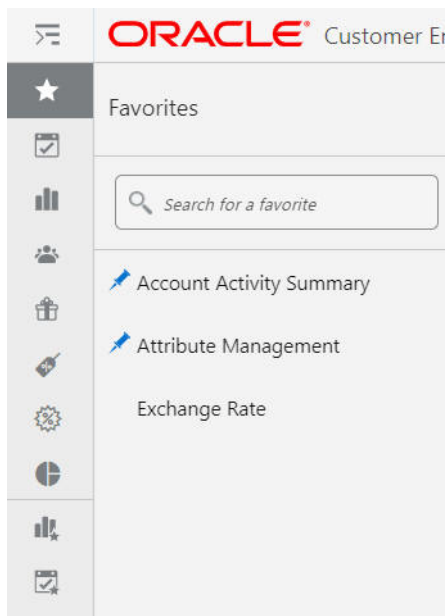 ORACLE® Customer En
Favorites
Search for a favorite
Account Activity Summary
Attribute Management
Exchange Rate